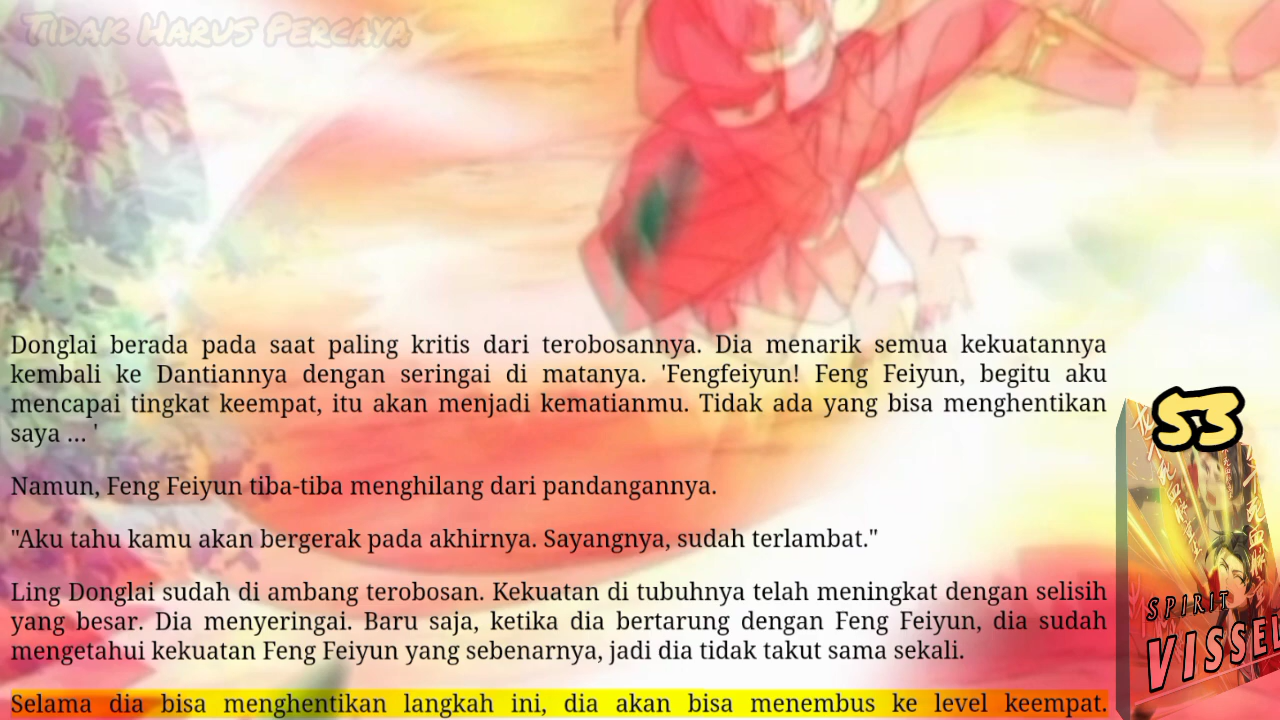 Tidak Harus Percaya
Donglai berada pada saat paling kritis dari terobosannya. Dia menarik semua kekuatannya
kembali ke Dantiannya dengan seringai di matanya. 'Fengfeiyun! Feng Feiyun, begitu aku
mencapai tingkat keempat, itu akan menjadi kematianmu. Tidak ada yang bisa menghentikan
saya ... '
Namun, Feng Feiyun tiba-tiba menghilang dari pandangannya.
"Aku tahu kamu akan bergerak pada akhirnya. Sayangnya, sudah terlambat."
Ling Donglai sudah di ambang terobosan. Kekuatan di tubuhnya telah meningkat dengan selisih
yang besar. Dia menyeringai. Baru saja, ketika dia bertarung dengan Feng Feiyun, dia sudah
mengetahui kekuatan Feng Feiyun yang sebenarnya, jadi dia tidak takut sama sekali.
Selama dia bisa menghentikan langkah ini, dia akan bisa menembus ke level keempat.
53
SPIRIT
VISSEL